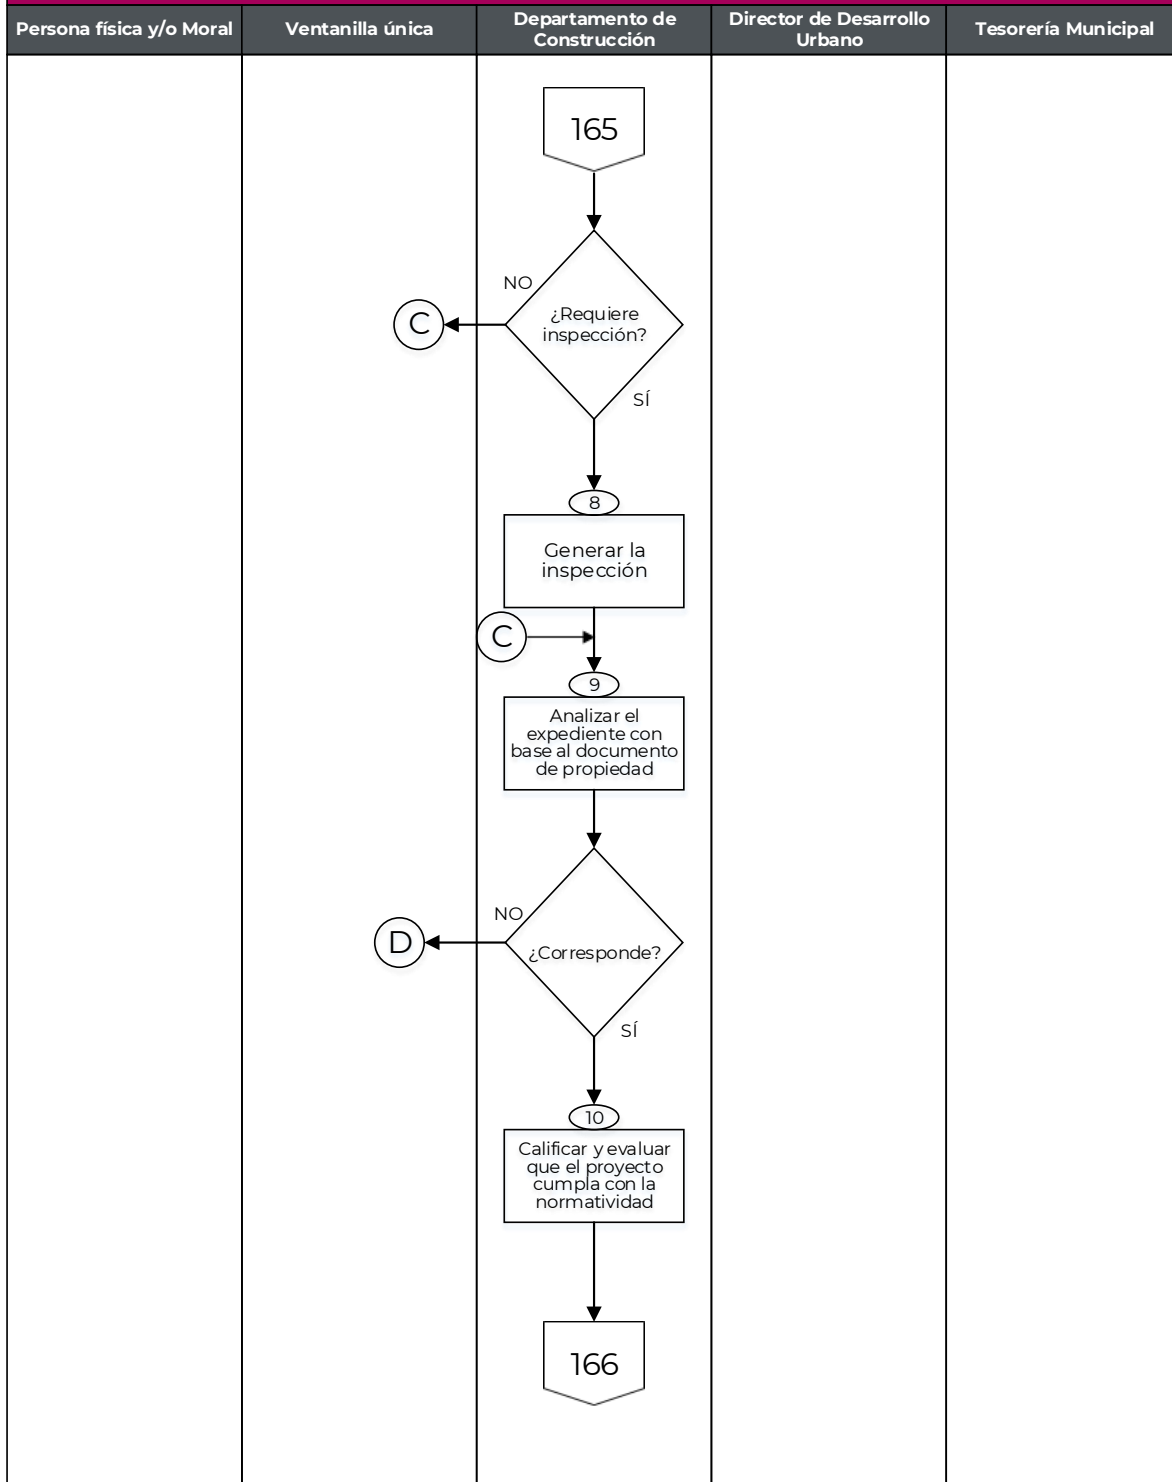 Persona física y/o Moral
Ventanilla única
Departamento de
Construcción
Director de Desarrollo
Urbano
Tesorería Municipal
165
NO
¿Requiere
inspección?
C
SÍ
8
Generar la
inspección
C
9
Analizar el
expediente con
base al documento
de propiedad
NO
D
¿Corresponde?
SÍ
10
Calificar y evaluar
que el proyecto
cumpla con la
normatividad
166